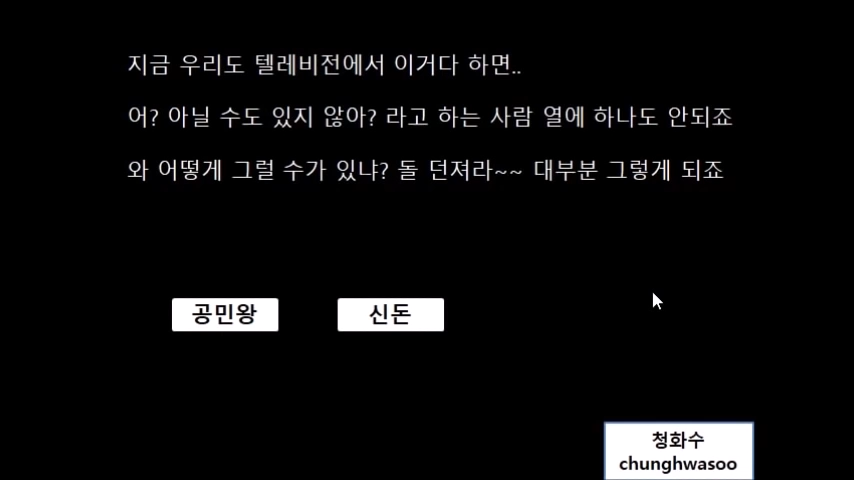 지금 우리도 텔레비전에서 이거다 하면..
어? 아닐 수도 있지 않아? 라고 하는 사람 열에 하나도 안되죠
와 어떻게 그럴 수가 있냐? 돌 던져라~~ 대부분 그렇게 되죠
공민왕 신돈
청화수
chunghwasoo